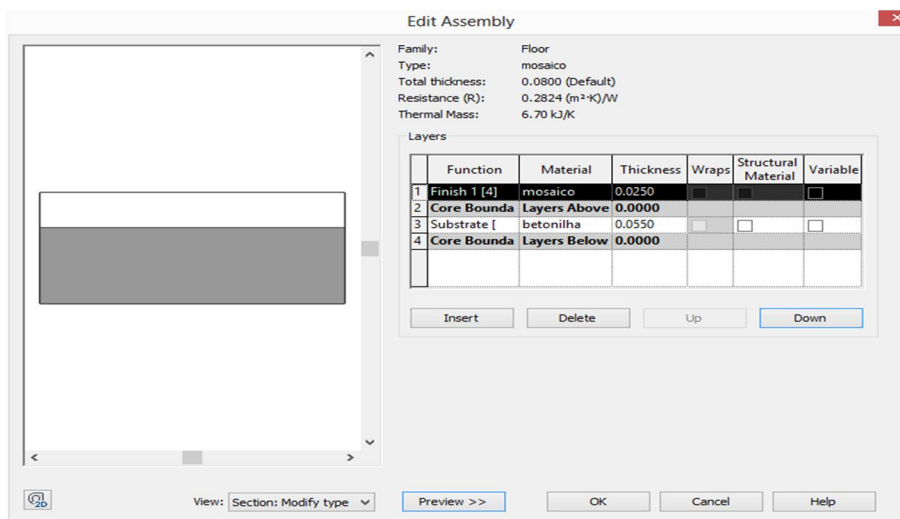 Edit Assembly
Family: Floor
Type: mosaico
Total thickness: 0.0800 (Default)
Resistance (R): 0.2824 (m²·K)/W
Thermal Mass: 6.70 kJ/K
Layers
Function Material Thickness Wraps Structural Material Variable
1 Finish 1 [4] mosaico 0.0250
2 Core Bounda Layers Above 0.0000
3 Substrate [ betonilha 0.0550
4 Core Bounda Layers Below 0.0000
Insert Delete Up Down
2D View: Section: Modify type Preview >> OK Cancel Help